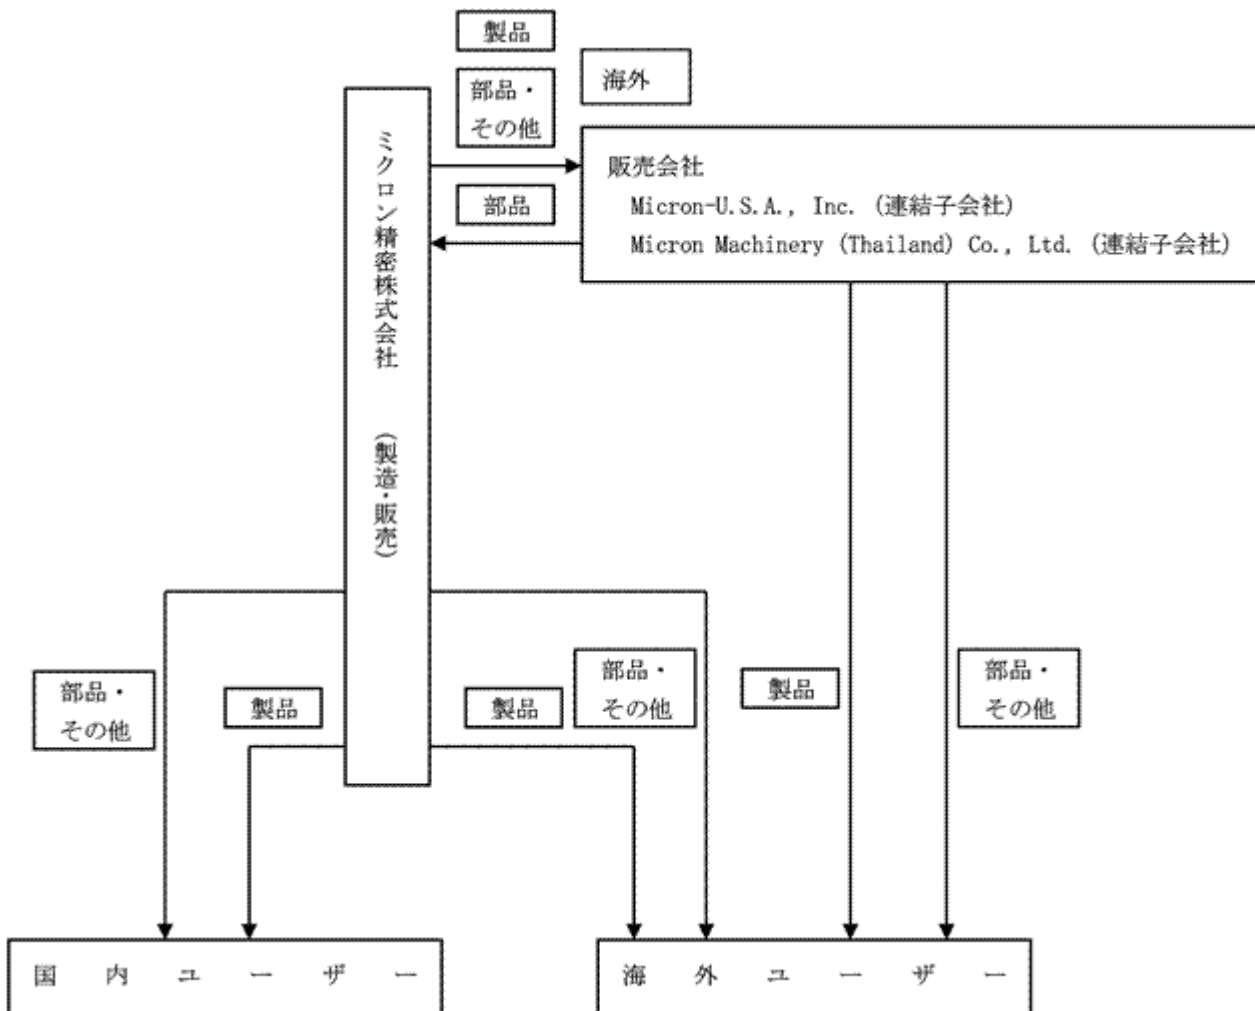 製品
海外
部品・
その他
販売会社
Micron-U.S.A., Inc. (連結子会社)
Micron Machinery (Thailand) Co., Ltd. (連結子会社)
部品
ミクロン精密株式会社 (製造・販売)
部品・
その他
製品
製品
部品・
その他
製品
部品・
その他
国内ユーザー
海外ユーザー